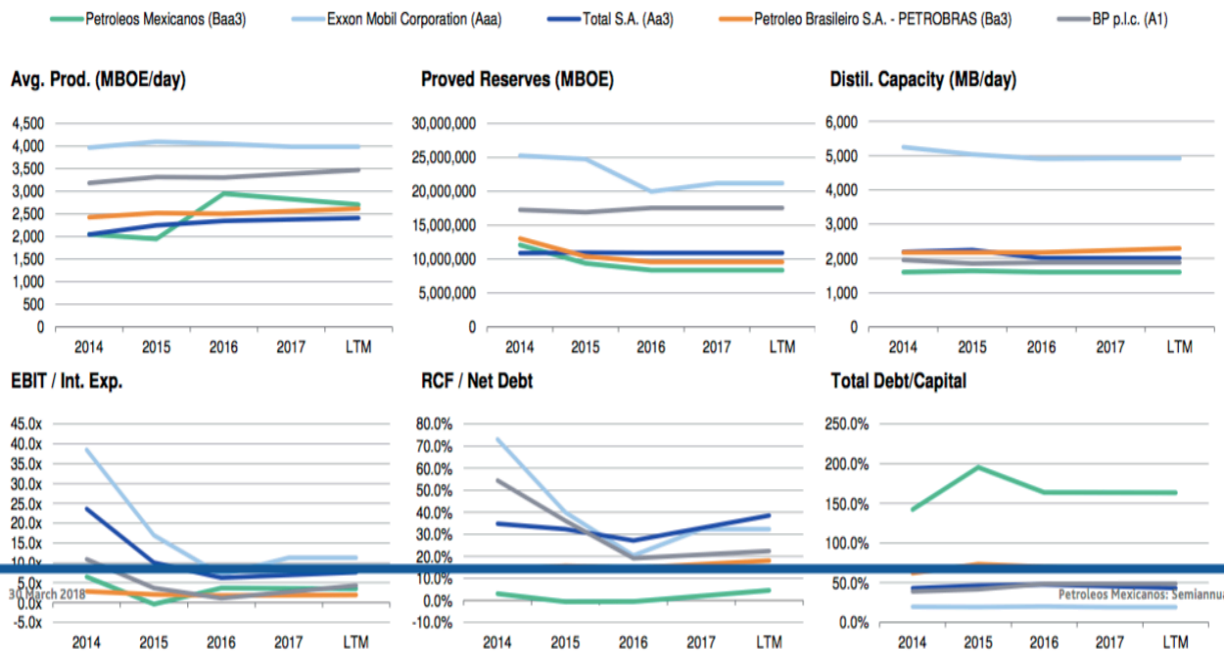 Petroleos Mexicanos (Baa3) Exxon Mobil Corporation (Aaa) Total S.A. (Aa3) Petroleo Brasileiro S.A. - PETROBRAS (Ba3) BP p.l.c. (A1)
Avg. Prod. (MBOE/day)
4,500
4,000
3,500
3,000
2,500
2,000
1,500
1,000
500
0
2014 2015 2016 2017 LTM
Proved Reserves (MBOE)
30,000,000
25,000,000
20,000,000
15,000,000
10,000,000
5,000,000
0
2014 2015 2016 2017 LTM
Distil. Capacity (MB/day)
6,000
5,000
4,000
3,000
2,000
1,000
0
2014 2015 2016 2017 LTM
EBIT / Int. Exp.
45.0x
40.0x
35.0x
30.0x
25.0x
20.0x
15.0x
10.0x
5.0x
0.0x
-5.0x
2014 2015 2016 2017 LTM
30 March 2018
RCF / Net Debt
80.0%
70.0%
60.0%
50.0%
40.0%
30.0%
20.0%
10.0%
0.0%
-10.0%
2014 2015 2016 2017 LTM
Total Debt/Capital
250.0%
200.0%
150.0%
100.0%
50.0%
0.0%
2014 2015 2016 2017 LTM
Petroleos Mexicanos: Semiannua